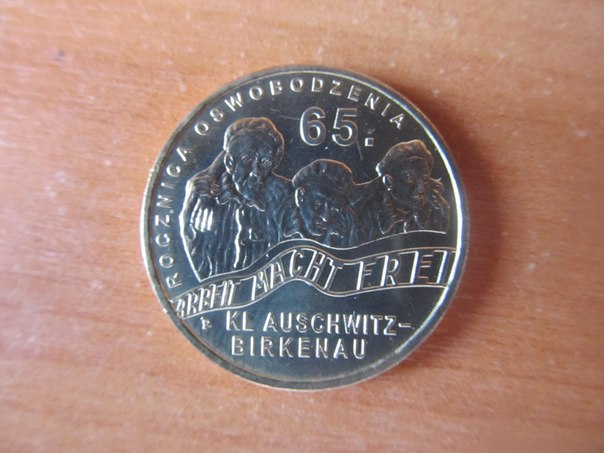 65.
ROCZNICA OSWOBODZENIA
ARBEIT MACHT FREI
KL AUSCHWITZ-
BIRKENAU